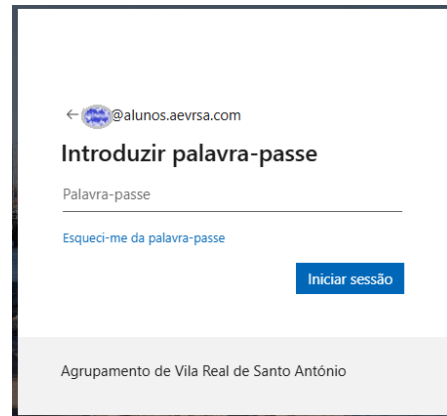 @alunos.aevrsa.com
Introduzir palavra-passe
Palavra-passe
Esqueci-me da palavra-passe
Iniciar sessão
Agrupamento de Vila Real de Santo António